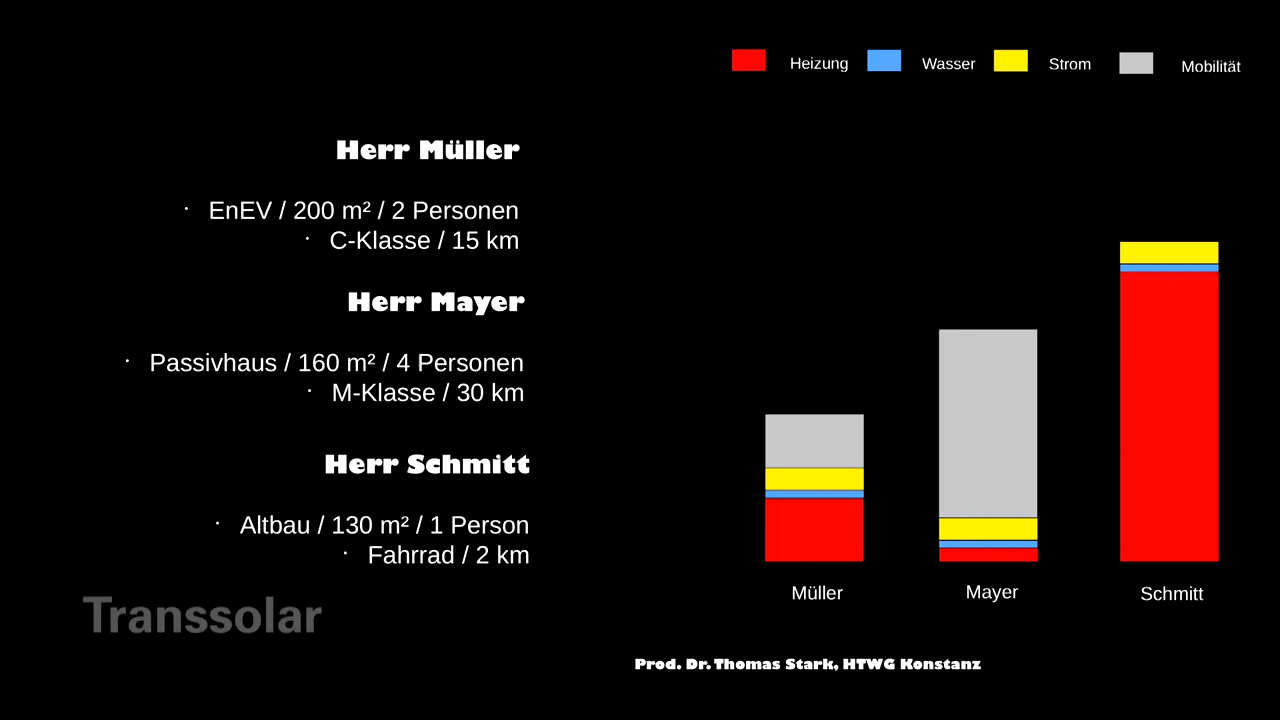 Heizung
Wasser
Strom
Mobilität
Herr Müller
· EnEV / 200 m² / 2 Personen
· C-Klasse / 15 km
Herr Mayer
· Passivhaus / 160 m² / 4 Personen
· M-Klasse / 30 km
Herr Schmitt
· Altbau / 130 m² / 1 Person
· Fahrrad / 2 km
Müller
Mayer
Schmitt
Transsolar
Prod. Dr. Thomas Stark, HTWG Konstanz